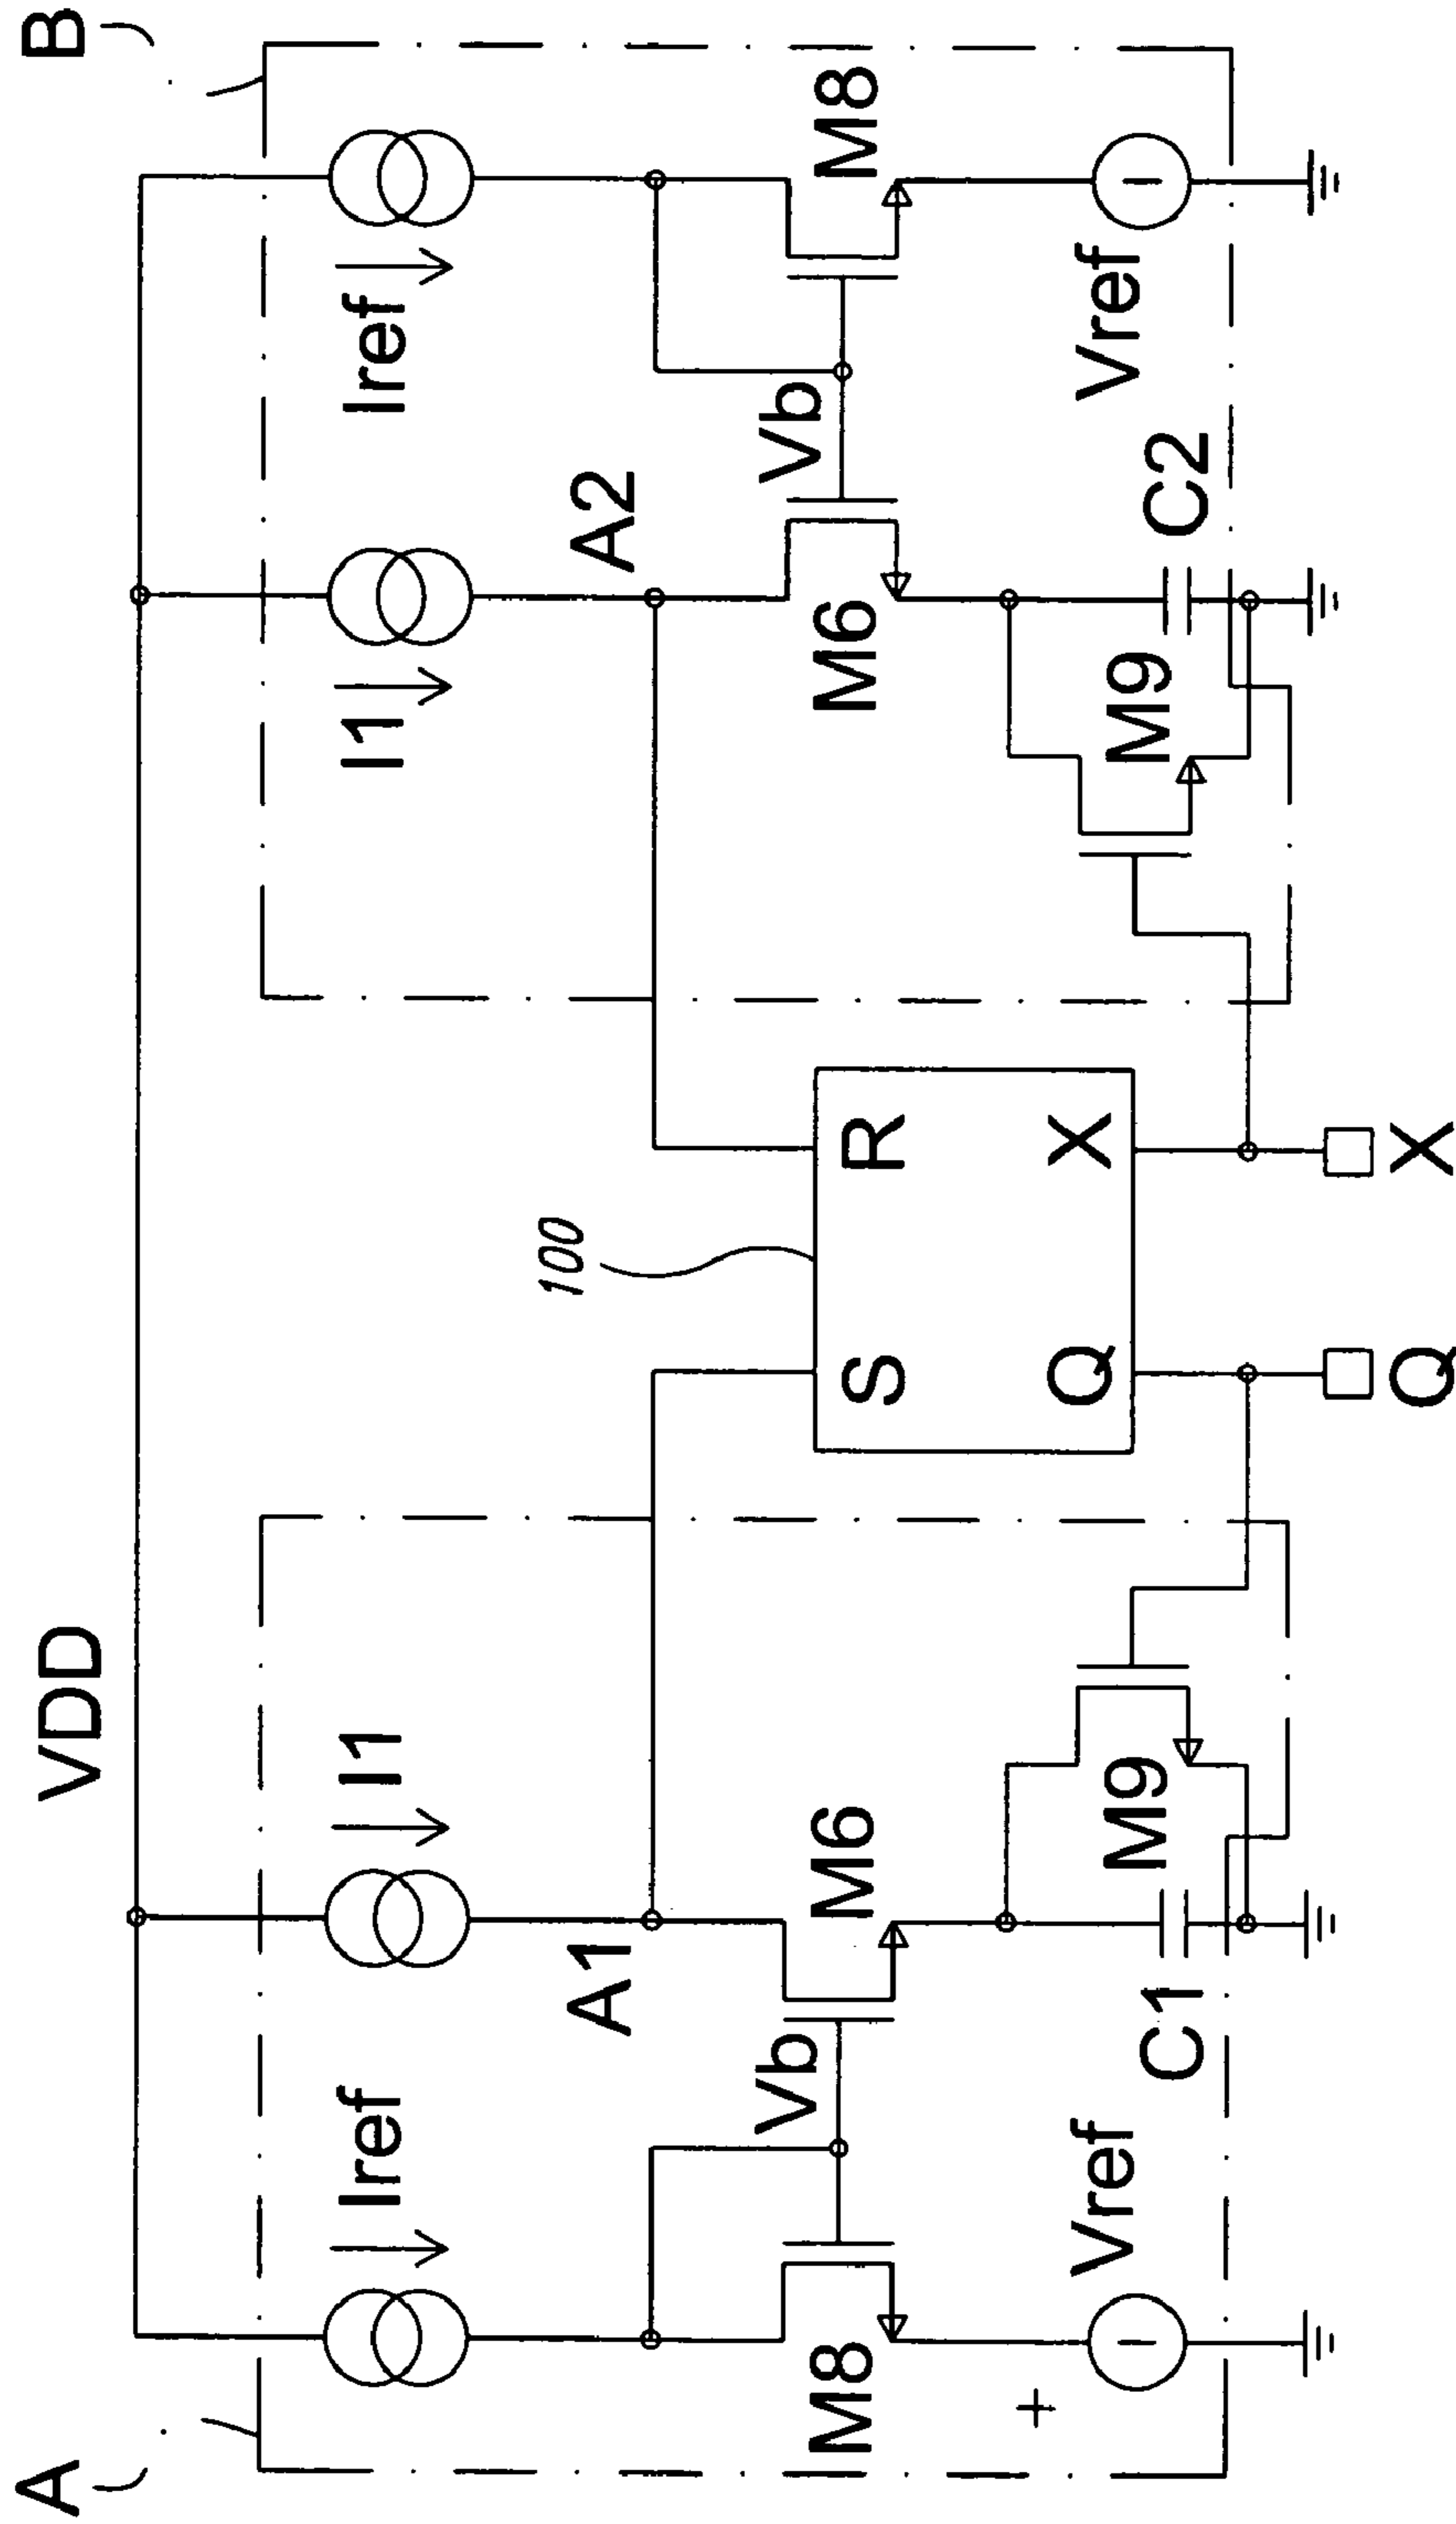 A
B
VDD
Iref
I1
I1
Iref
A1
A2
100
Vb
Vb
M8
M6
S
R
M6
M8
+
Vref
C1
M9
Q
X
M9
C2
Vref
Q
X